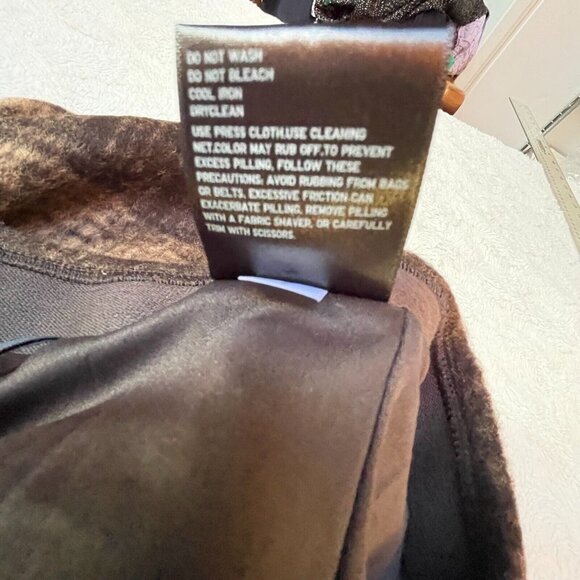 DO NOT WASH
DO NOT BLEACH
COOL IRON
DRYCLEAN
USE PRESS CLOTH.USE CLEANING
NET.COLOR MAY RUB OFF.TO PREVENT
EXCESS PILLING, FOLLOW THESE
PRECAUTIONS: AVOID RUBBING FROM BAGS
OR BELTS. EXCESSIVE FRICTION CAN
EXACERBATE PILLING, REMOVE PILLING
WITH A FABRIC SHAVER, OR CAREFULLY
TRIM WITH SCISSORS.